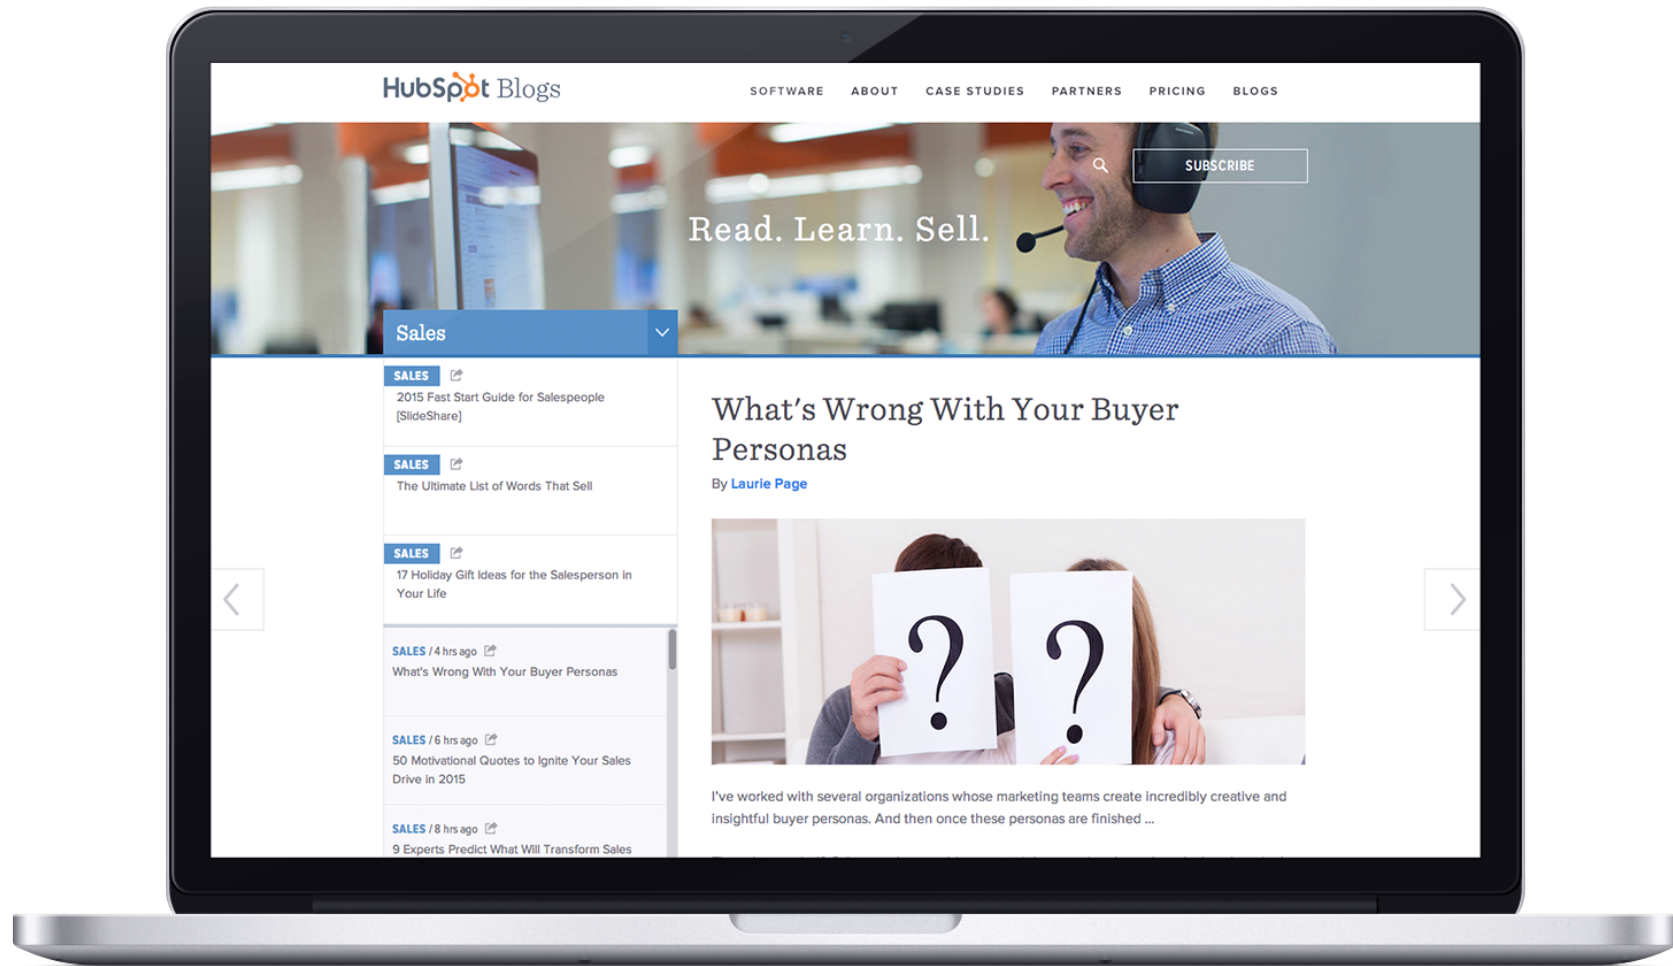 HubSpot Blogs
SOFTWARE ABOUT CASE STUDIES PARTNERS PRICING BLOGS
SUBSCRIBE
Read. Learn. Sell.
Sales
SALES
2015 Fast Start Guide for Salespeople
[SlideShare]
SALES
The Ultimate List of Words That Sell
SALES
17 Holiday Gift Ideas for the Salesperson in
Your Life
SALES / 4 hrs ago
What's Wrong With Your Buyer Personas
SALES / 6 hrs ago
50 Motivational Quotes to Ignite Your Sales
Drive in 2015
SALES / 8 hrs ago
9 Experts Predict What Will Transform Sales
What's Wrong With Your Buyer
Personas
By Laurie Page
? ?
I've worked with several organizations whose marketing teams create incredibly creative and
insightful buyer personas. And then once these personas are finished ...